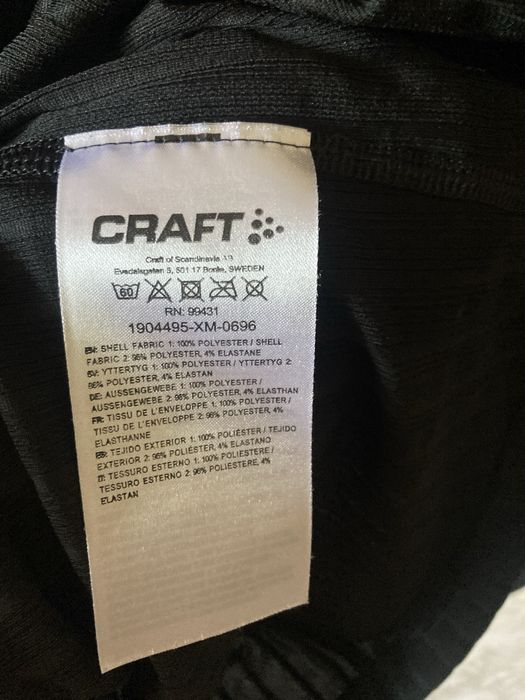 CRAFT
Craft of Scandinavia AB
Evedalsgatan 5, 501 17 Borås, SWEDEN
60
RN: 99431
1904495-XM-0696
EN: SHELL FABRIC 1: 100% POLYESTER / SHELL
FABRIC 2: 96% POLYESTER, 4% ELASTANE
SV: YTTERTYG 1: 100% POLYESTER / YTTERTYG 2:
96% POLYESTER, 4% ELASTAN
DE: AUSSENGEWEBE 1: 100% POLYESTER /
AUSSENGEWEBE 2: 96% POLYESTER, 4% ELASTHAN
FR: TISSU DE L'ENVELOPPE 1: 100% POLYESTER /
TISSU DE L'ENVELOPPE 2: 96% POLYESTER, 4%
ELASTHANNE
ES: TEJIDO EXTERIOR 1: 100% POLIÉSTER / TEJIDO
EXTERIOR 2: 96% POLIÉSTER, 4% ELASTANO
IT: TESSURO ESTERNO 1: 100% POLIESTERE /
TESSURO ESTERNO 2: 96% POLIESTERE, 4%
ELASTAN